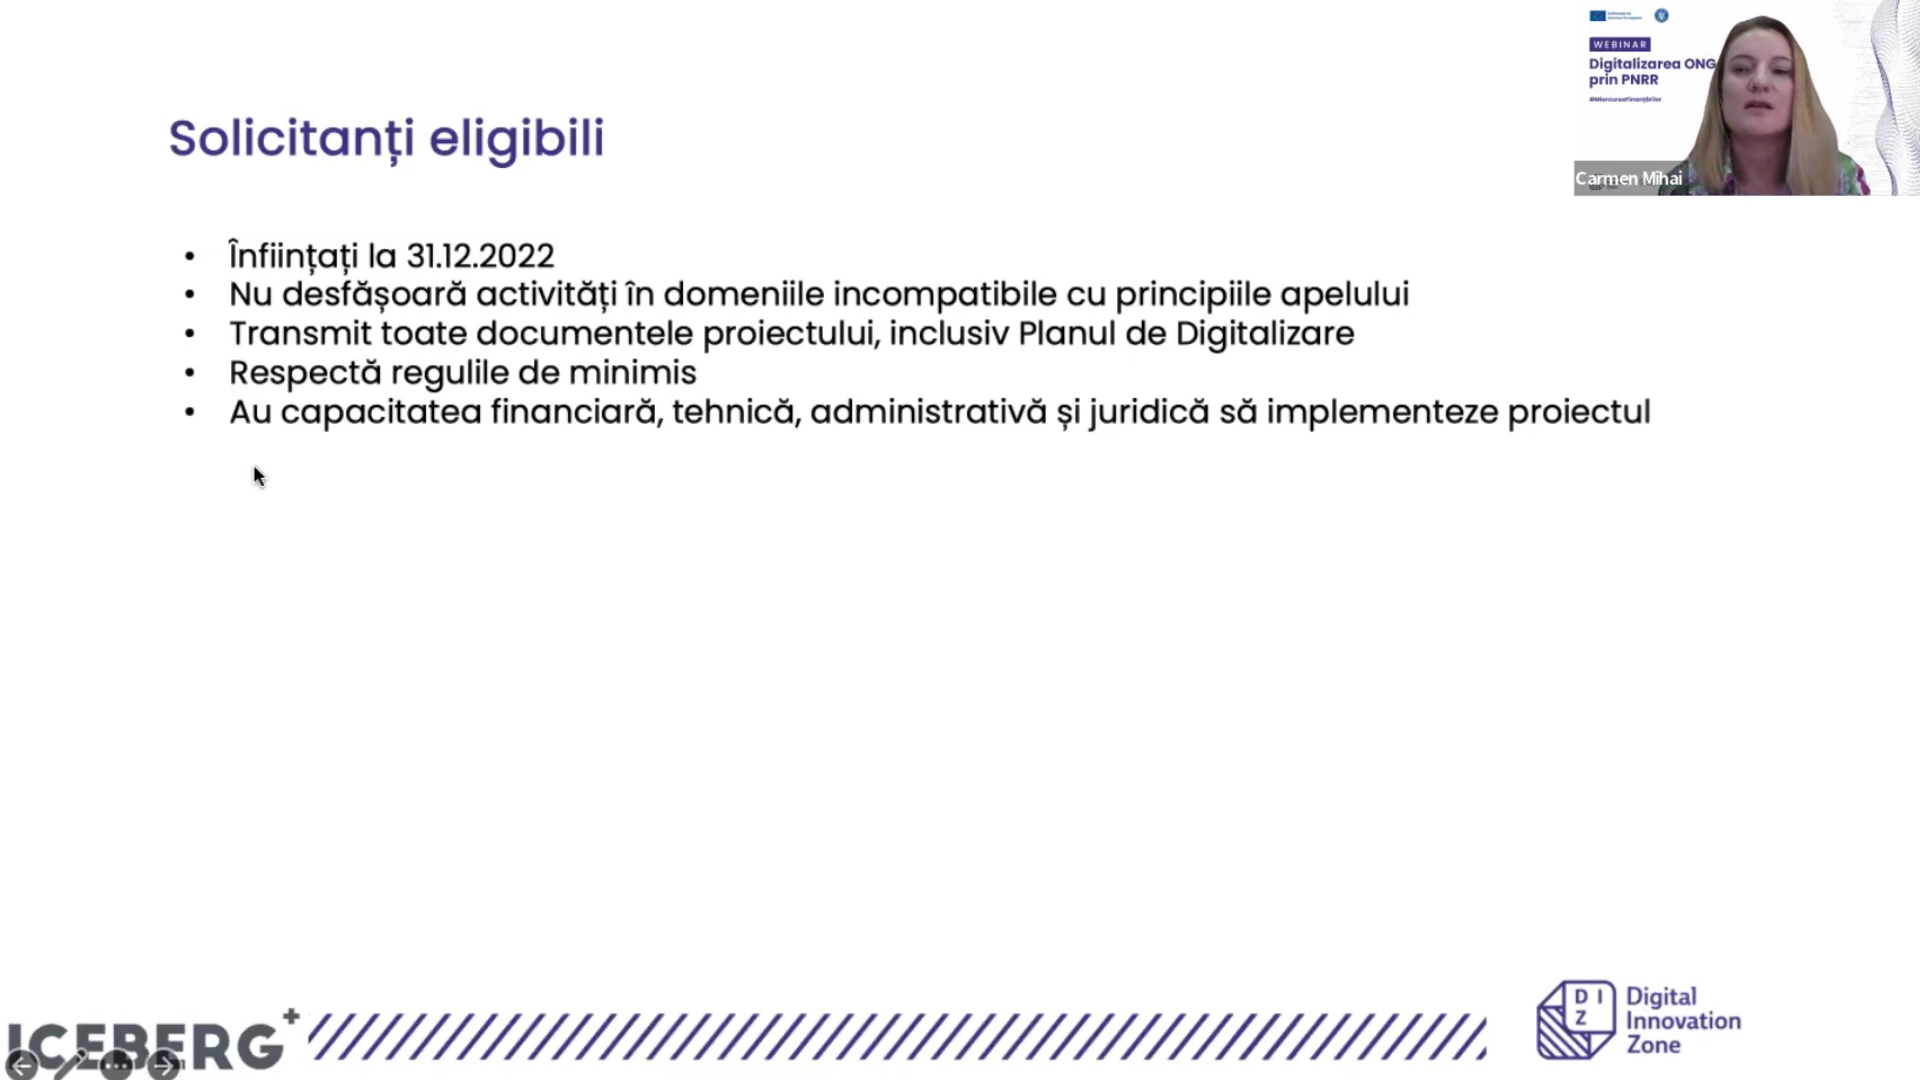 WEBINAR
Digitalizarea ONG
prin PNRR
#MiercureaFinanțărilor
Carmen Mihai
Solicitanți eligibili
• Înființați la 31.12.2022
• Nu desfășoară activități în domeniile incompatibile cu principiile apelului
• Transmit toate documentele proiectului, inclusiv Planul de Digitalizare
• Respectă regulile de minimis
• Au capacitatea financiară, tehnică, administrativă și juridică să implementeze proiectul
ICEBERG+
DIZ
Digital
Innovation
Zone